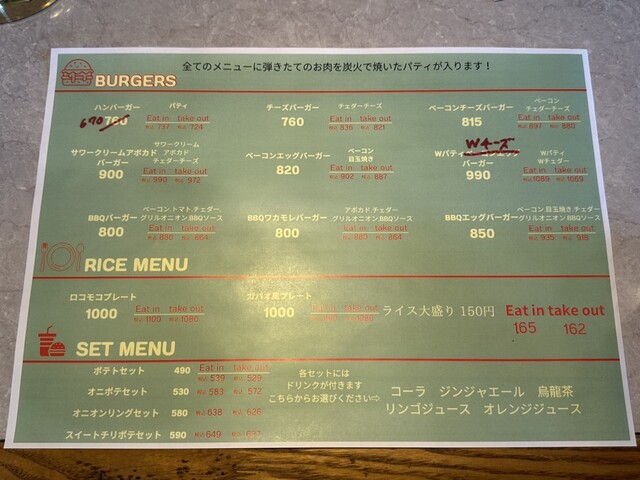 全てのメニューに弾きたてのお肉を炭火で焼いたパティが入ります！
BURGERS
ハンバーガー パティ
670 760 Eat in take out
税込 737 税込 724
チーズバーガー チェダーチーズ
760 Eat in take out
税込 836 税込 821
ベーコンチーズバーガー ベーコン チェダーチーズ
815 Eat in take out
税込 897 税込 880
サワークリームアボカドバーガー サワークリーム アボカド チェダーチーズ
900 Eat in take out
税込 990 税込 972
ベーコンエッグバーガー ベーコン 目玉焼き
820 Eat in take out
税込 902 税込 887
Wチーズ
Wパティ バーガー Wパティ Wチェダー
990 Eat in take out
税込 1089 税込 1069
BBQバーガー ベーコン,トマト,チェダー,グリルオニオン,BBQソース
800 Eat in take out
税込 880 税込 864
BBQワカモレバーガー アボカド チェダー,グリルオニオン,BBQソース
800 Eat in take out
税込 880 税込 864
BBQエッグバーガー ベーコン 目玉焼き チェダー グリルオニオン,BBQソース
850 Eat in take out
税込 935 税込 918
RICE MENU
ロコモコプレート
1000 Eat in take out
税込 1100 税込 1080
ガパオ風プレート
1000
ライス大盛り 150円 Eat in take out
165 162
SET MENU
ポテトセット 490 Eat in take out
税込 539 税込 529
オニポテセット 530 税込 583 税込 572
オニオンリングセット 580 税込 638 税込 626
スイートチリポテセット 590 税込 649 税込 637
各セットには
ドリンクが付きます
こちらからお選びください⇨
コーラ ジンジャエール 烏龍茶
リンゴジュース オレンジジュース